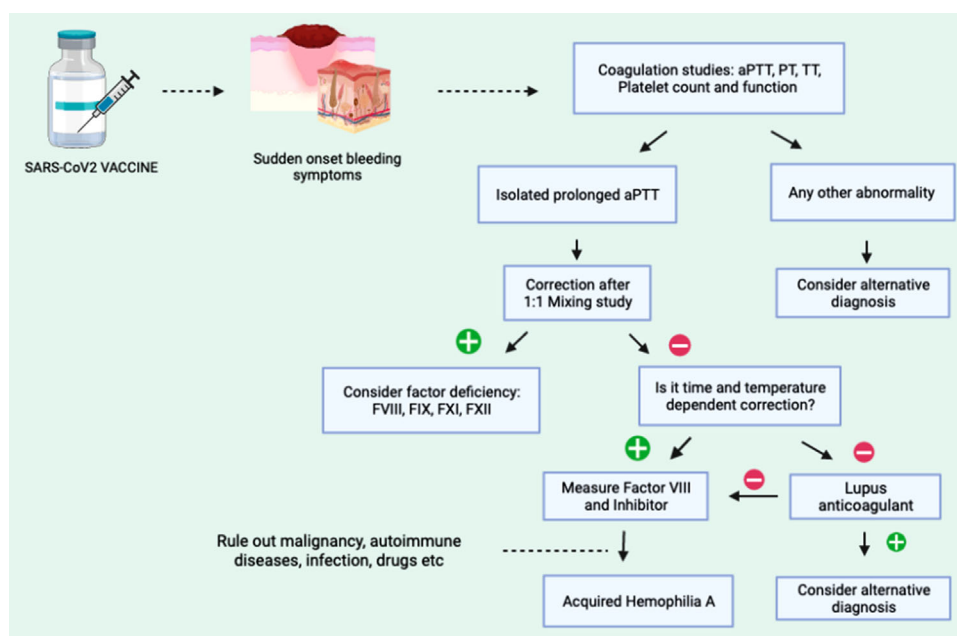 SARS-CoV2 VACCINE
Sudden onset bleeding
symptoms
Coagulation studies: aPTT, PT, TT,
Platelet count and function
Isolated prolonged aPTT
Any other abnormality
Correction after
1:1 Mixing study
Consider alternative
diagnosis
Consider factor deficiency:
FVIII, FIX, FXI, FXII
Is it time and temperature
dependent correction?
Measure Factor VIII
and Inhibitor
Lupus
anticoagulant
Rule out malignancy, autoimmune
diseases, infection, drugs etc
Acquired Hemophilia A
Consider alternative
diagnosis